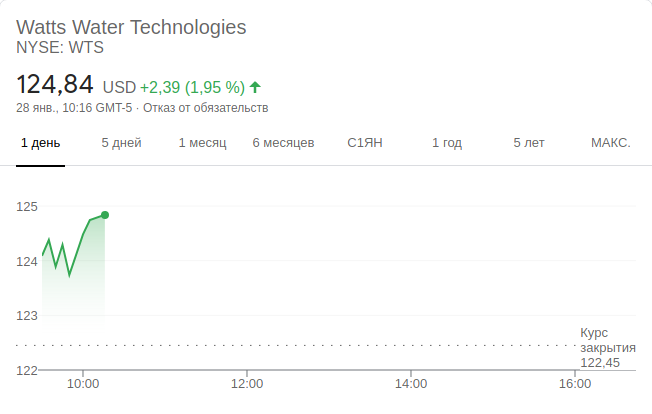 Watts Water Technologies
NYSE: WTS
124,84 USD +2,39 (1,95 %)
28 янв., 10:16 GMT-5 · Отказ от обязательств
1 день 5 дней 1 месяц 6 месяцев С1ЯН 1 год 5 лет МАКС.
125
124
123
Курс
закрытия
122,45
122
10:00 12:00 14:00 16:00